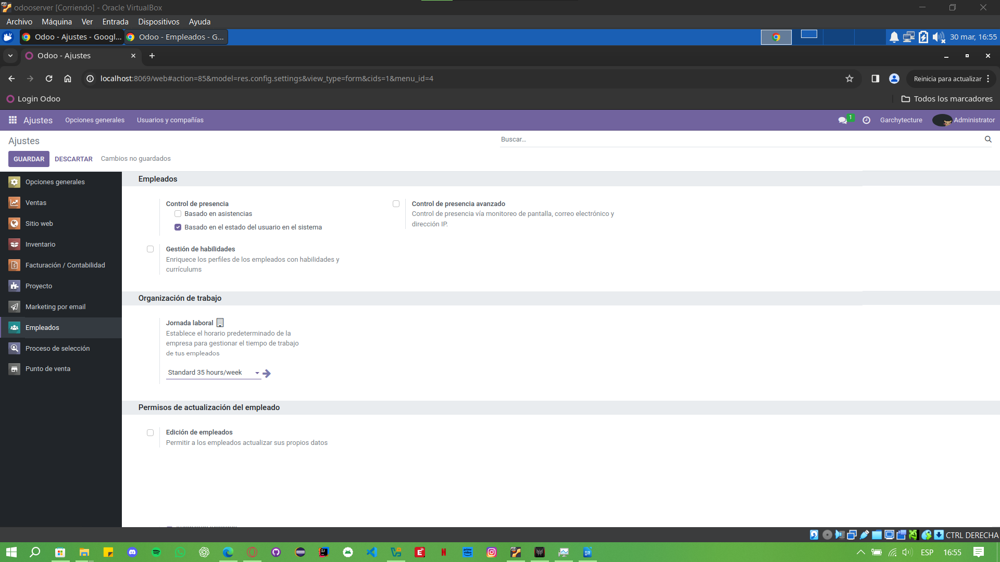 odooserver [Corriendo] - Oracle VirtualBox
Archivo Máquina Ver Entrada Dispositivos Ayuda
Odoo - Ajustes - Googl... Odoo - Empleados - G... 30 mar, 16:55
Odoo - Ajustes
localhost:8069/web#action=85&model=res.config.settings&view_type=form&cids=1&menu_id=4 Reinicia para actualizar
Login Odoo Todos los marcadores
Ajustes Opciones generales Usuarios y compañías 1 Garchytecture Administrator
Ajustes Buscar...
GUARDAR DESCARTAR Cambios no guardados
Opciones generales
Ventas
Sitio web
Inventario
Facturación / Contabilidad
Proyecto
Marketing por email
Empleados
Proceso de selección
Punto de venta
Empleados
Control de presencia
Basado en asistencias
Basado en el estado del usuario en el sistema
Control de presencia avanzado
Control de presencia vía monitoreo de pantalla, correo electrónico y
dirección IP.
Gestión de habilidades
Enriquece los perfiles de los empleados con habilidades y
currículums
Organización de trabajo
Jornada laboral
Establece el horario predeterminado de la
empresa para gestionar el tiempo de trabajo
de tus empleados
Standard 35 hours/week
Permisos de actualización del empleado
Edición de empleados
Permitir a los empleados actualizar sus propios datos
CTRL DERECHA
ESP 16:55